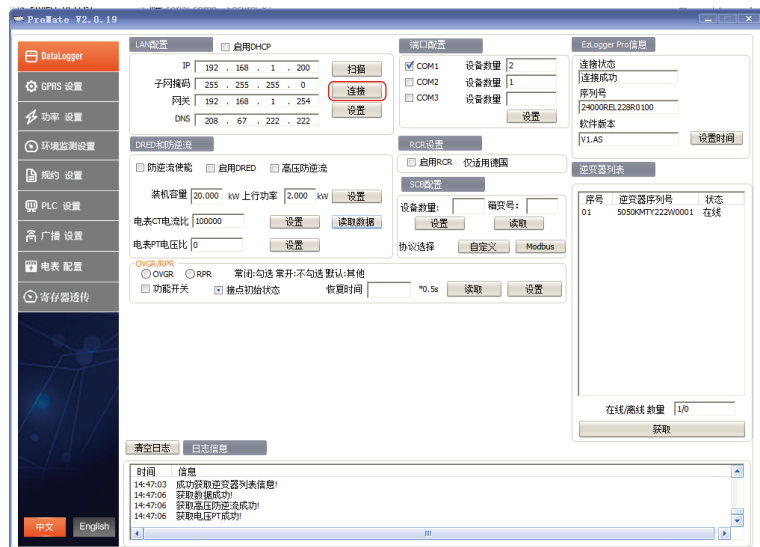 ProMate V2.0.19
DataLogger
GPRS 设置
功率 设置
环境监测设置
规约 设置
PLC 设置
广播 设置
电表 配置
寄存器透传
中文
English
LAN配置
启用DHCP
IP 192 . 168 . 1 . 200 扫描
子网掩码 255 . 255 . 255 . 0 连接
网关 192 . 168 . 1 . 254 设置
DNS 208 . 67 . 222 . 222
端口配置
COM1 设备数量 2
COM2 设备数量 1
COM3 设备数量
设置
EzLogger Pro信息
连接状态
连接成功
序列号
24000REL228R0100
软件版本
V1.AS 设置时间
DRED和防逆流
防逆流使能 启用DRED 高压防逆流
装机容量 20.000 kW 上行功率 2.000 kW 设置
电表CT电流比 100000 设置 读取数据
电表PT电压比 0 设置
RCR设置
启用RCR 仅适用德国
SCB配置
设备数量: 箱变号:
设置 读取
协议选择 自定义 Modbus
OVGR/RPR
OVGR RPR 常闭:勾选 常开:不勾选 默认:其他
功能开关 接点初始状态 恢复时间 *0.5s 读取 设置
逆变器列表
序号 逆变器序列号 状态
01 5050KMTY222W0001 在线
在线/离线 数量 1/0
获取
清空日志 日志信息
时间 信息
14:47:03 成功获取逆变器列表信息!
14:47:06 获取数据成功!
14:47:06 获取高压防逆流成功!
14:47:06 获取电压PT成功!